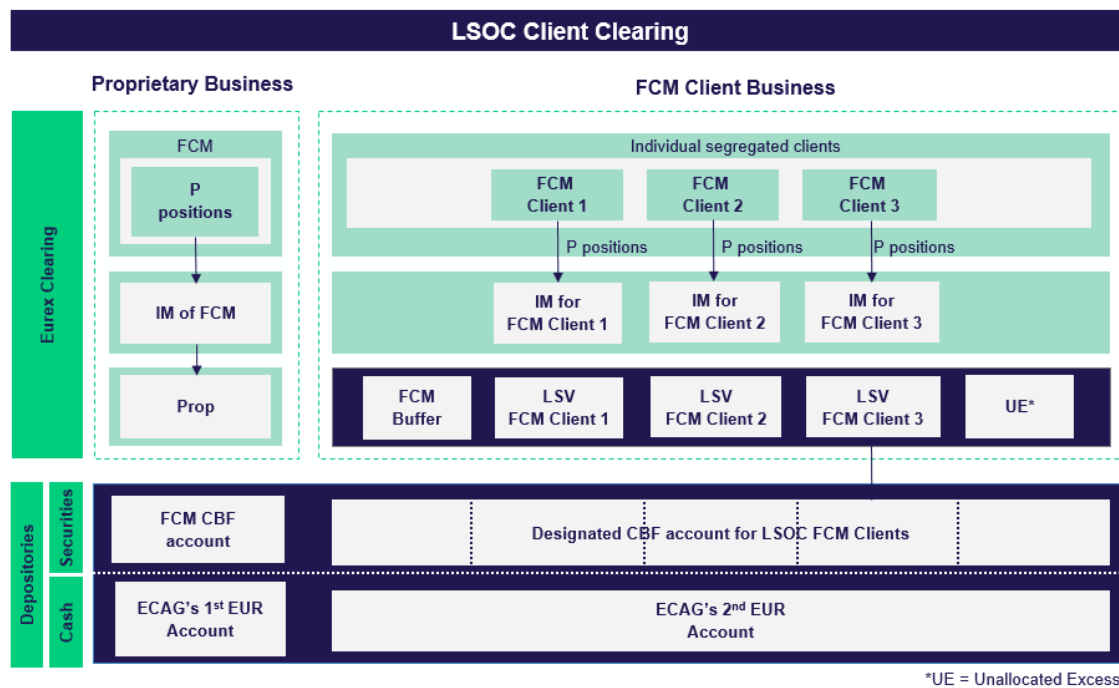 LSOC Client Clearing
Proprietary Business
FCM Client Business
Eurex Clearing
FCM
P
positions
IM of FCM
Prop
Individual segregated clients
FCM
Client 1
FCM
Client 2
FCM
Client 3
P positions
P positions
P positions
IM for
FCM Client 1
IM for
FCM Client 2
IM for
FCM Client 3
FCM
Buffer
LSV
FCM Client 1
LSV
FCM Client 2
LSV
FCM Client 3
UE*
Depositories
Securities
FCM CBF
account
Designated CBF account for LSOC FCM Clients
Cash
ECAG's 1st EUR
Account
ECAG's 2nd EUR
Account
*UE = Unallocated Excess